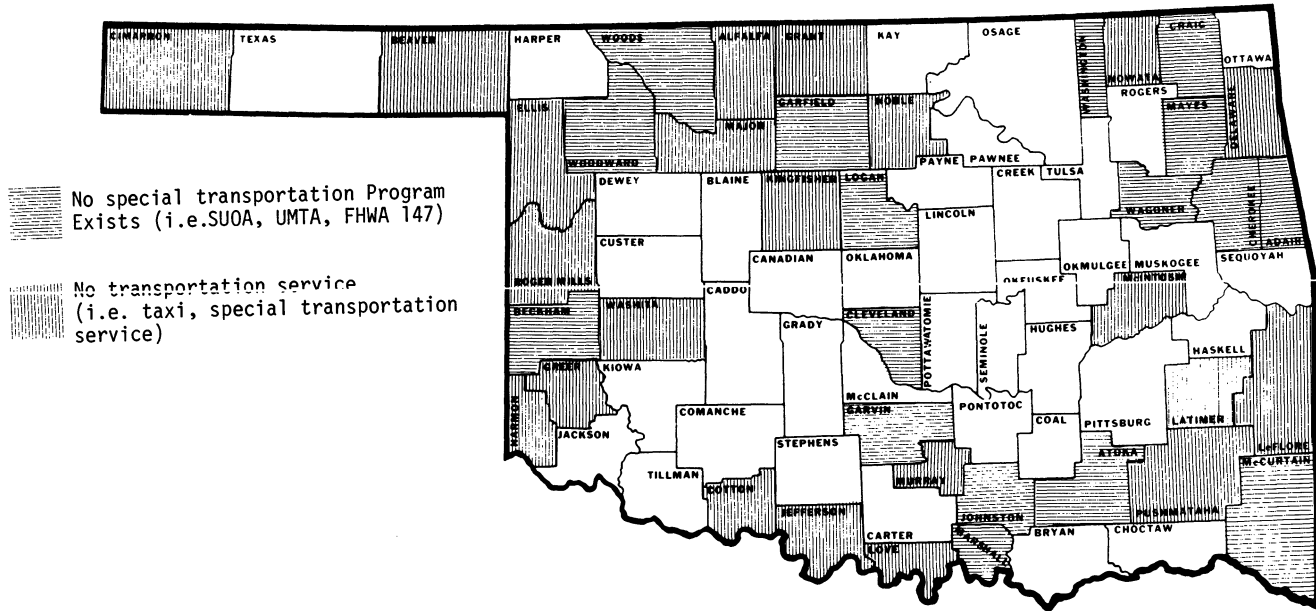 CIMARRON
TEXAS
BEAVER
HARPER
WOODS
ALFALFA
GRANT
KAY
OSAGE
WASHINGTON
NOWATA
CRAIG
OTTAWA
ROGERS
MAYES
DELAWARE
ELLIS
WOODWARD
MAJOR
GARFIELD
NOBLE
PAYNE
PAWNEE
CREEK
TULSA
No special transportation Program
Exists (i.e.SUOA, UMTA, FHWA 147)
DEWEY
BLAINE
KINGFISHER
LOGAN
LINCOLN
WAGONER
CHEROKEE
ADAIR
CUSTER
CANADIAN
OKLAHOMA
OKMULGEE
MUSKOGEE
SEQUOYAH
No transportation service
(i.e. taxi, special transportation
service)
ROGER MILLS
OKFUSKEE
McINTOSH
BECKHAM
WASHITA
CADDO
GRADY
CLEVELAND
POTTAWATOMIE
SEMINOLE
HUGHES
HASKELL
GREER
KIOWA
HARMON
JACKSON
COMANCHE
McCLAIN
GARVIN
PONTOTOC
COAL
PITTSBURG
LATIMER
LeFLORE
McCURTAIN
STEPHENS
TILLMAN
COTTON
MURRAY
ATOKA
JEFFERSON
JOHNSTON
PUSHMATAHA
CARTER
LOVE
MARSHALL
BRYAN
CHOCTAW